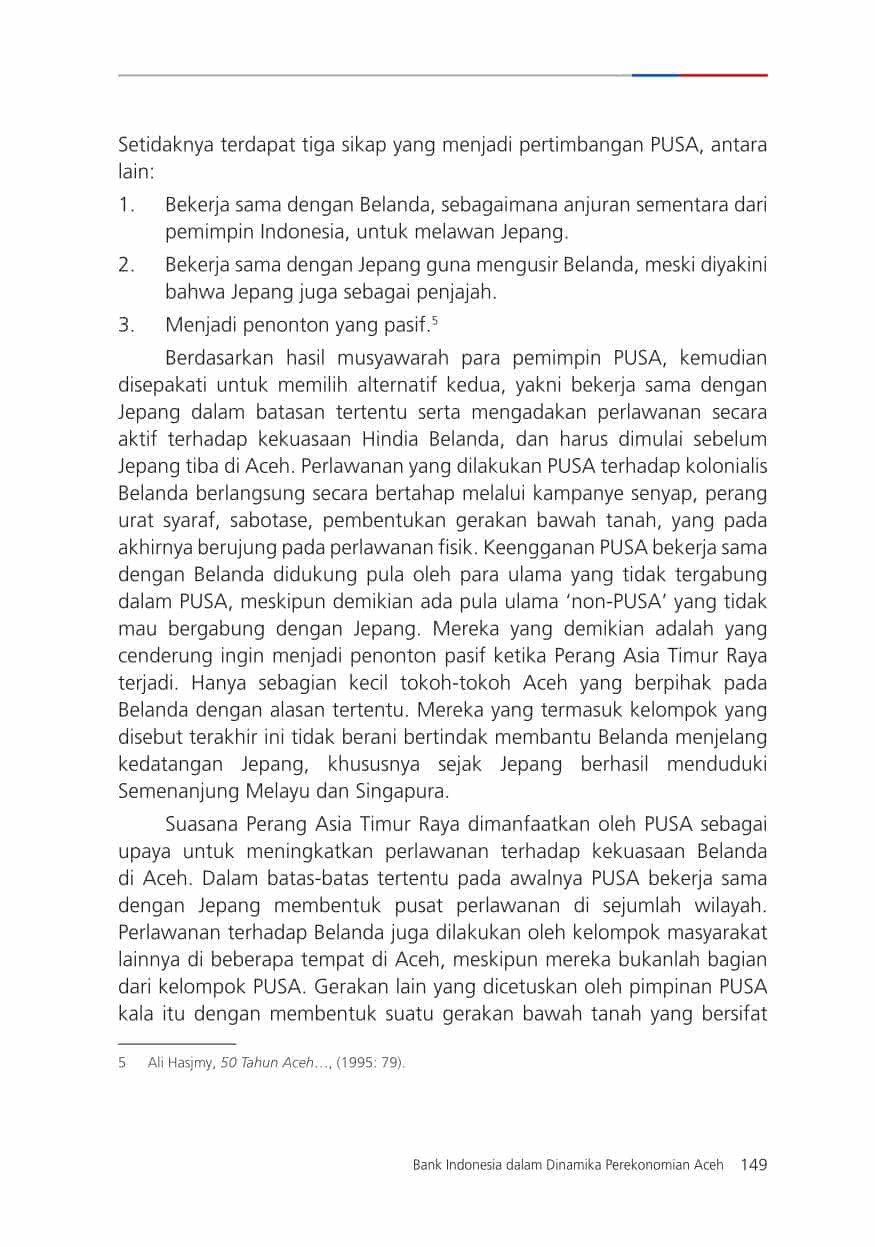 Setidaknya terdapat tiga sikap yang menjadi pertimbangan PUSA, antara
lain:
1. Bekerja sama dengan Belanda, sebagaimana anjuran sementara dari
pemimpin Indonesia, untuk melawan Jepang.
2. Bekerja sama dengan Jepang guna mengusir Belanda, meski diyakini
bahwa Jepang juga sebagai penjajah.
3. Menjadi penonton yang pasif.⁵
Berdasarkan hasil musyawarah para pemimpin PUSA, kemudian
disepakati untuk memilih alternatif kedua, yakni bekerja sama dengan
Jepang dalam batasan tertentu serta mengadakan perlawanan secara
aktif terhadap kekuasaan Hindia Belanda, dan harus dimulai sebelum
Jepang tiba di Aceh. Perlawanan yang dilakukan PUSA terhadap kolonialis
Belanda berlangsung secara bertahap melalui kampanye senyap, perang
urat syaraf, sabotase, pembentukan gerakan bawah tanah, yang pada
akhirnya berujung pada perlawanan fisik. Keengganan PUSA bekerja sama
dengan Belanda didukung pula oleh para ulama yang tidak tergabung
dalam PUSA, meskipun demikian ada pula ulama ‘non-PUSA’ yang tidak
mau bergabung dengan Jepang. Mereka yang demikian adalah yang
cenderung ingin menjadi penonton pasif ketika Perang Asia Timur Raya
terjadi. Hanya sebagian kecil tokoh-tokoh Aceh yang berpihak pada
Belanda dengan alasan tertentu. Mereka yang termasuk kelompok yang
disebut terakhir ini tidak berani bertindak membantu Belanda menjelang
kedatangan Jepang, khususnya sejak Jepang berhasil menduduki
Semenanjung Melayu dan Singapura.
Suasana Perang Asia Timur Raya dimanfaatkan oleh PUSA sebagai
upaya untuk meningkatkan perlawanan terhadap kekuasaan Belanda
di Aceh. Dalam batas-batas tertentu pada awalnya PUSA bekerja sama
dengan Jepang membentuk pusat perlawanan di sejumlah wilayah.
Perlawanan terhadap Belanda juga dilakukan oleh kelompok masyarakat
lainnya di beberapa tempat di Aceh, meskipun mereka bukanlah bagian
dari kelompok PUSA. Gerakan lain yang dicetuskan oleh pimpinan PUSA
kala itu dengan membentuk suatu gerakan bawah tanah yang bersifat
5 Ali Hasjmy, 50 Tahun Aceh…, (1995: 79).
Bank Indonesia dalam Dinamika Perekonomian Aceh 149